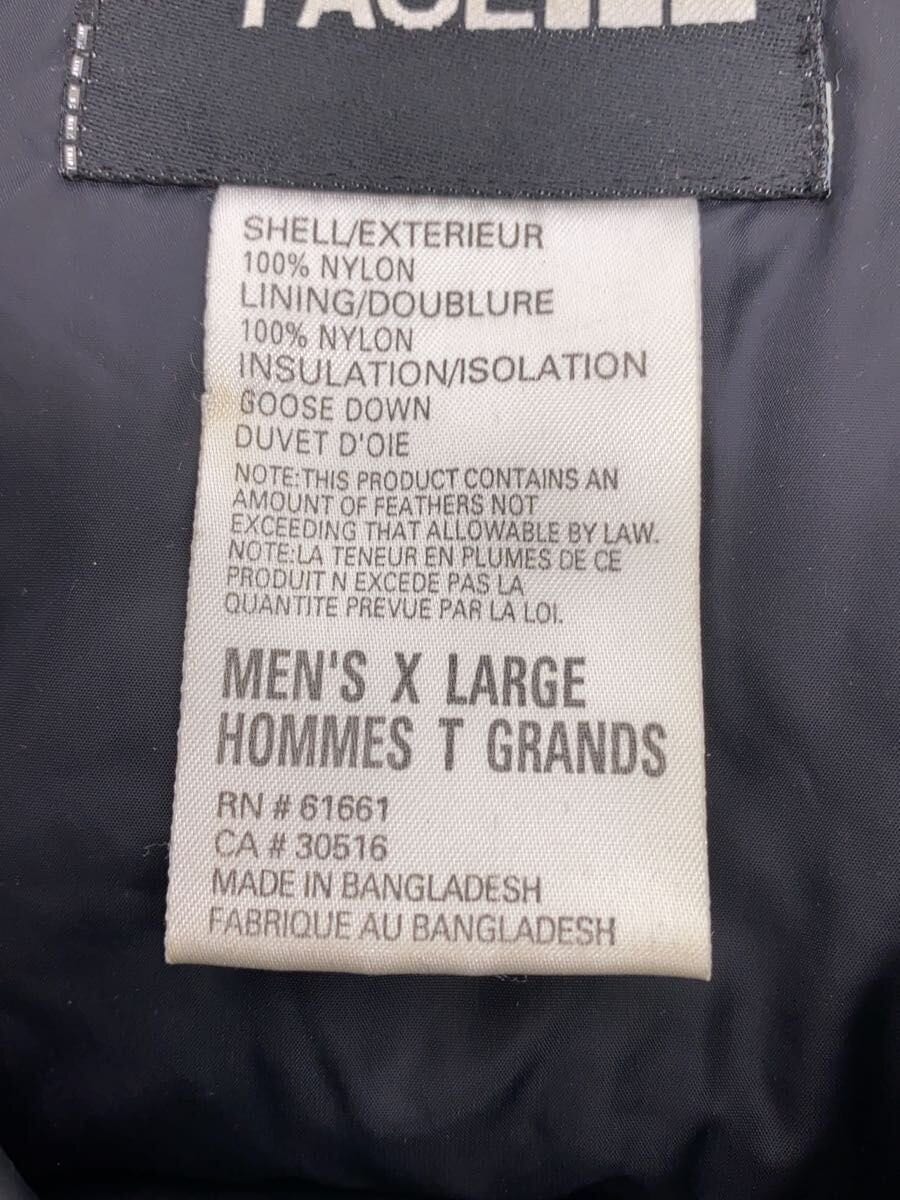 FACE
SHELL/EXTERIEUR
100% NYLON
LINING/DOUBLURE
100% NYLON
INSULATION/ISOLATION
GOOSE DOWN
DUVET D'OIE
NOTE:THIS PRODUCT CONTAINS AN
AMOUNT OF FEATHERS NOT
EXCEEDING THAT ALLOWABLE BY LAW.
NOTE:LA TENEUR EN PLUMES DE CE
PRODUIT N EXCEDE PAS LA
QUANTITE PREVUE PAR LA LOI.
MEN'S X LARGE
HOMMES T GRANDS
RN # 61661
CA # 30516
MADE IN BANGLADESH
FABRIQUE AU BANGLADESH